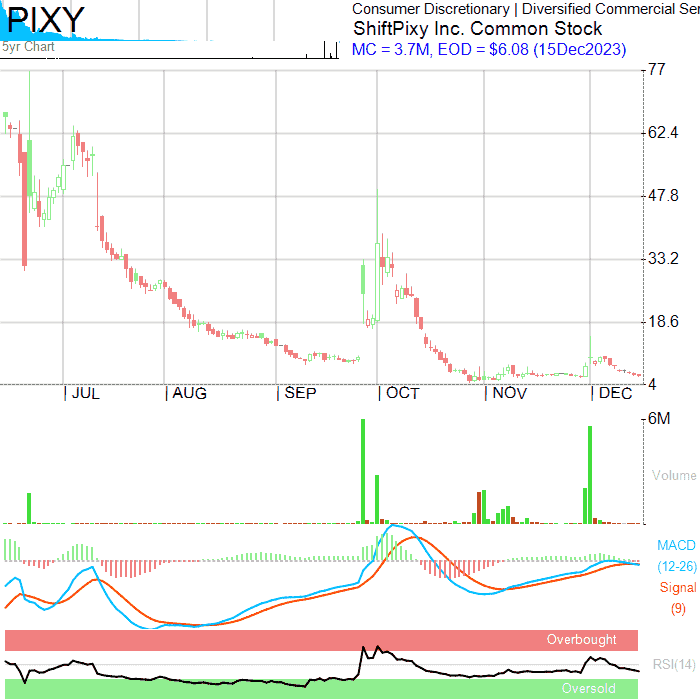 PIXY
Consumer Discretionary | Diversified Commercial Ser
ShiftPixy Inc. Common Stock
5yr Chart
MC = 3.7M, EOD = $6.08 (15Dec2023)
77
62.4
47.8
33.2
18.6
4
JUL AUG SEP OCT NOV DEC
6M
Volume
MACD
(12-26)
Signal
(9)
Overbought
RSI(14)
Oversold